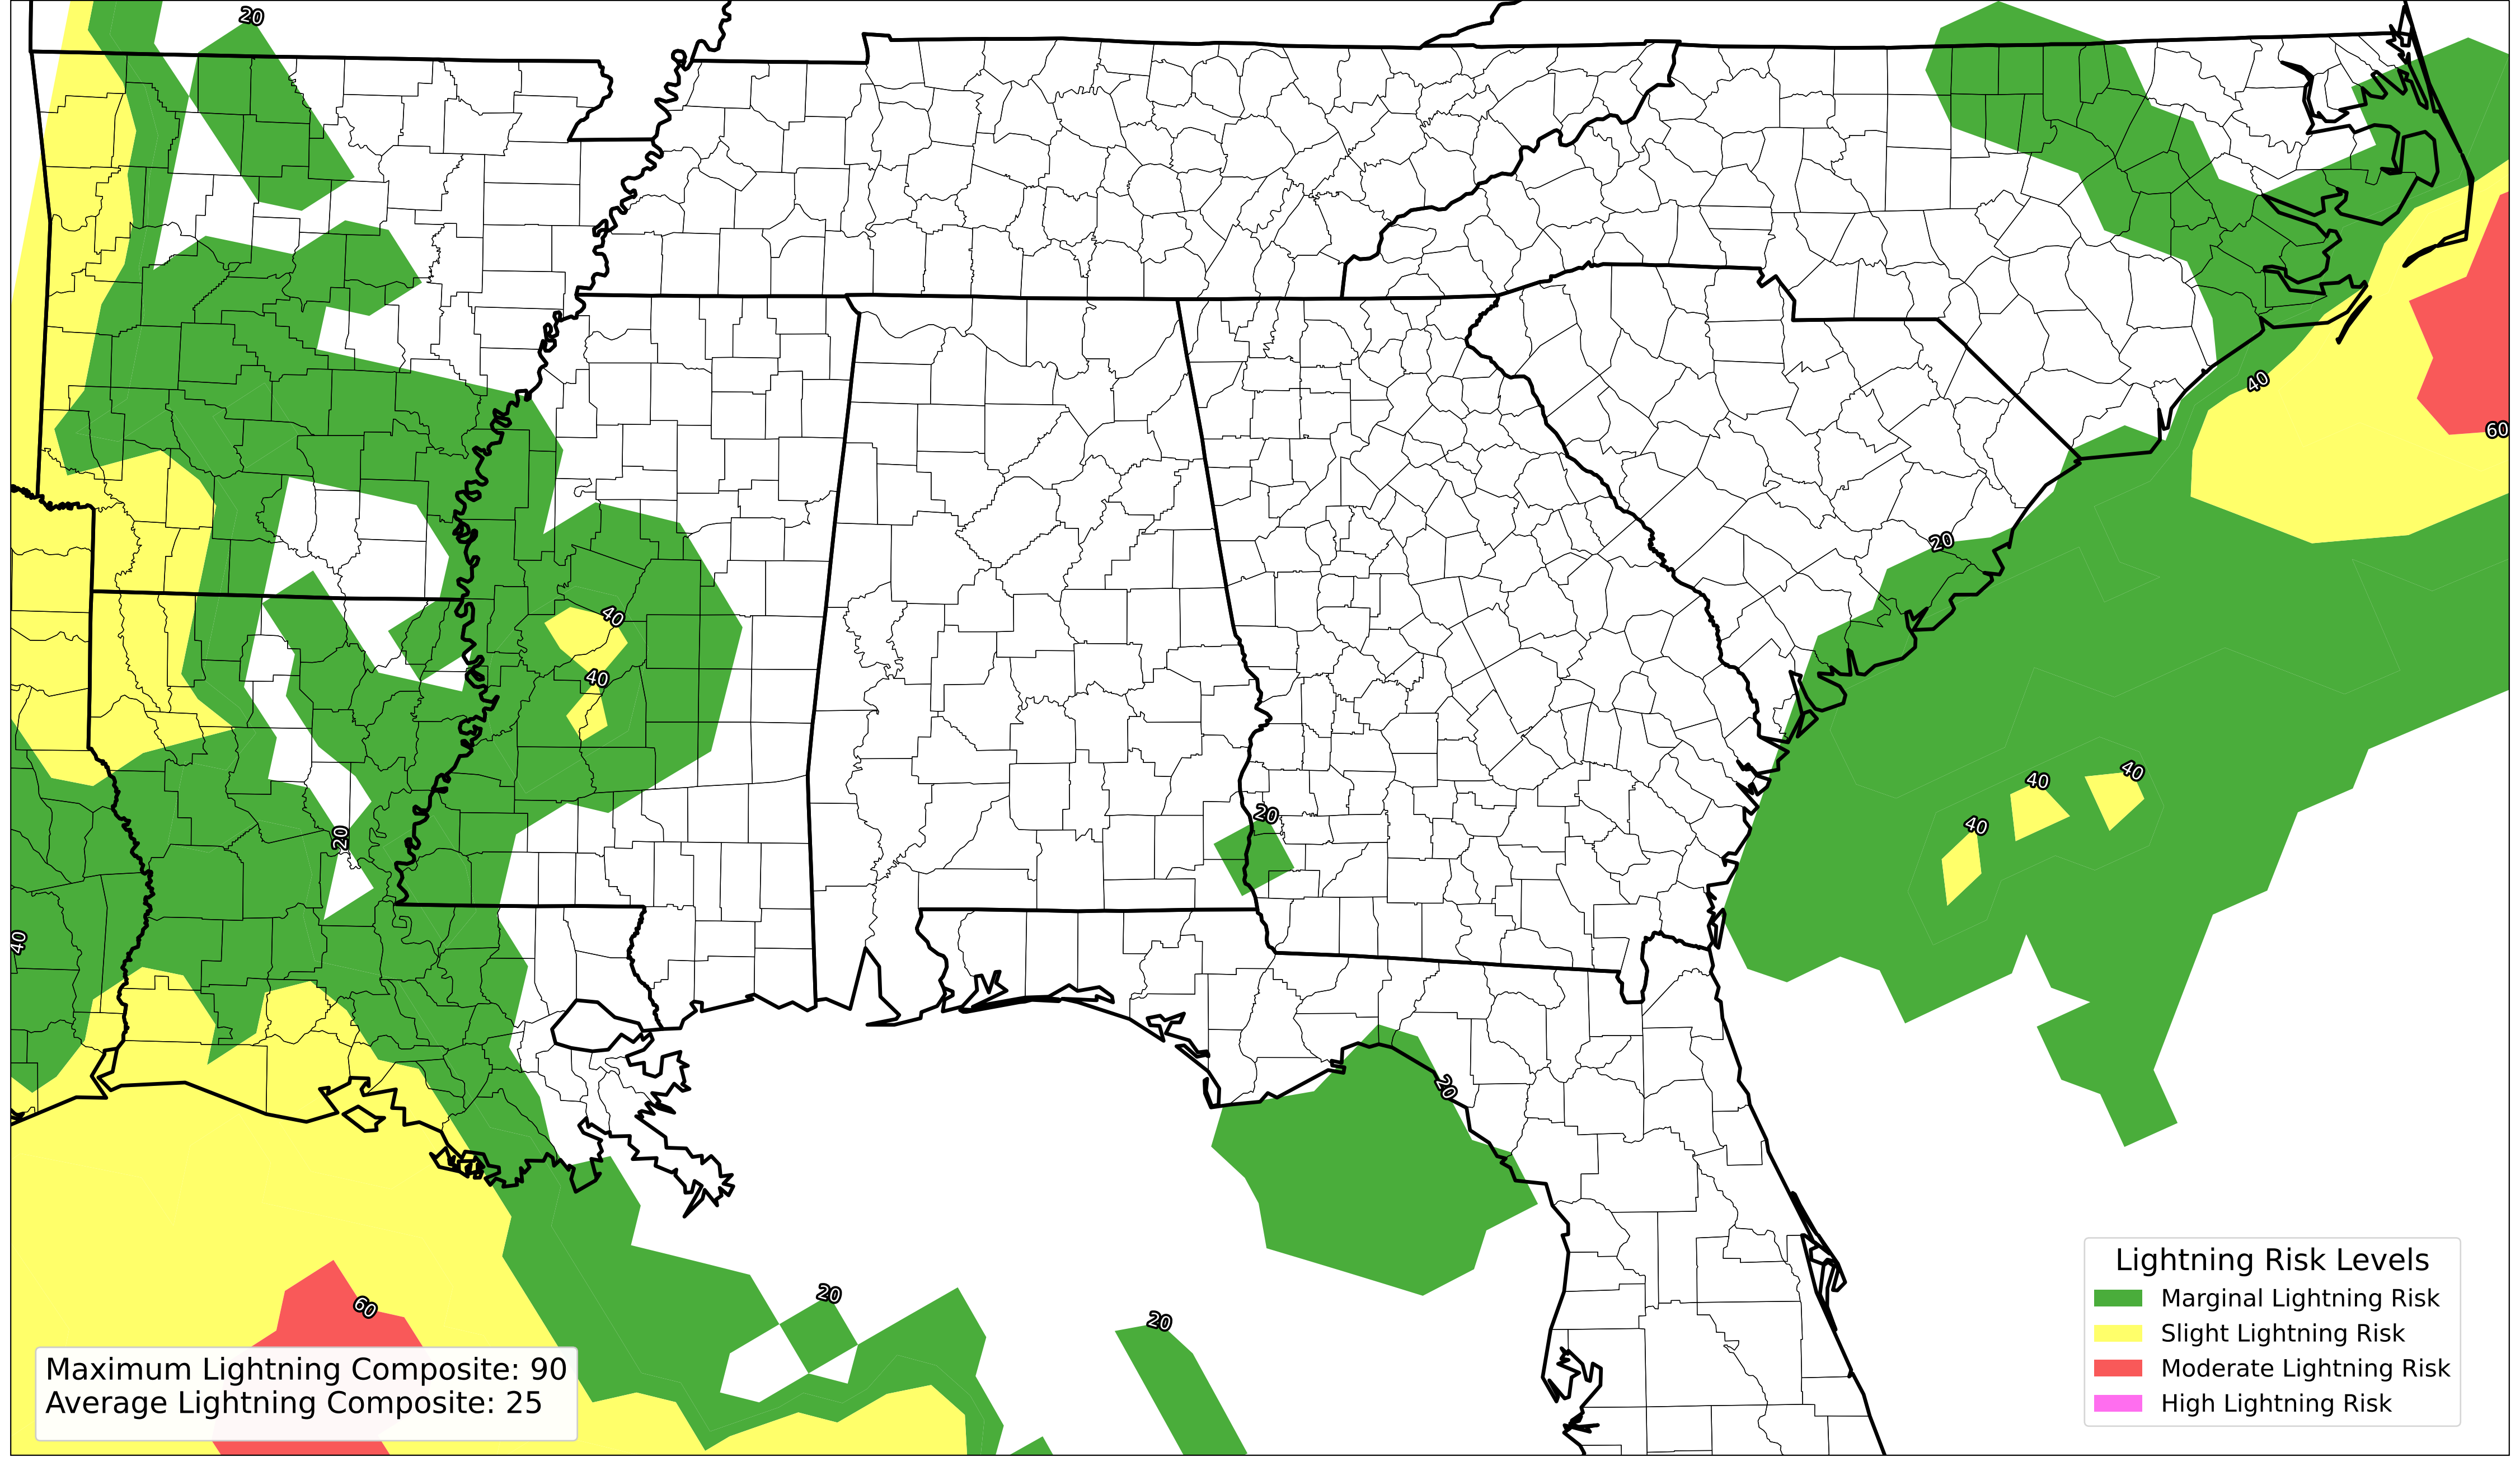 20
40
60
40
40
20
40
40
40
20
20
40
20
20
60
20
Lightning Risk Levels
Marginal Lightning Risk
Slight Lightning Risk
Moderate Lightning Risk
High Lightning Risk
Maximum Lightning Composite: 90
Average Lightning Composite: 25
20